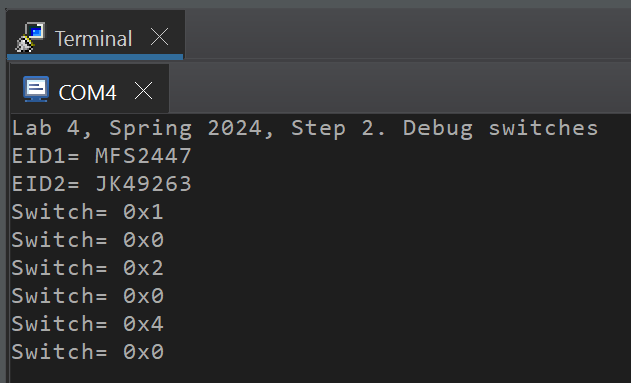 Terminal
COM4
Lab 4, Spring 2024, Step 2. Debug switches
EID1= MFS2447
EID2= JK49263
Switch= 0x1
Switch= 0x0
Switch= 0x2
Switch= 0x0
Switch= 0x4
Switch= 0x0